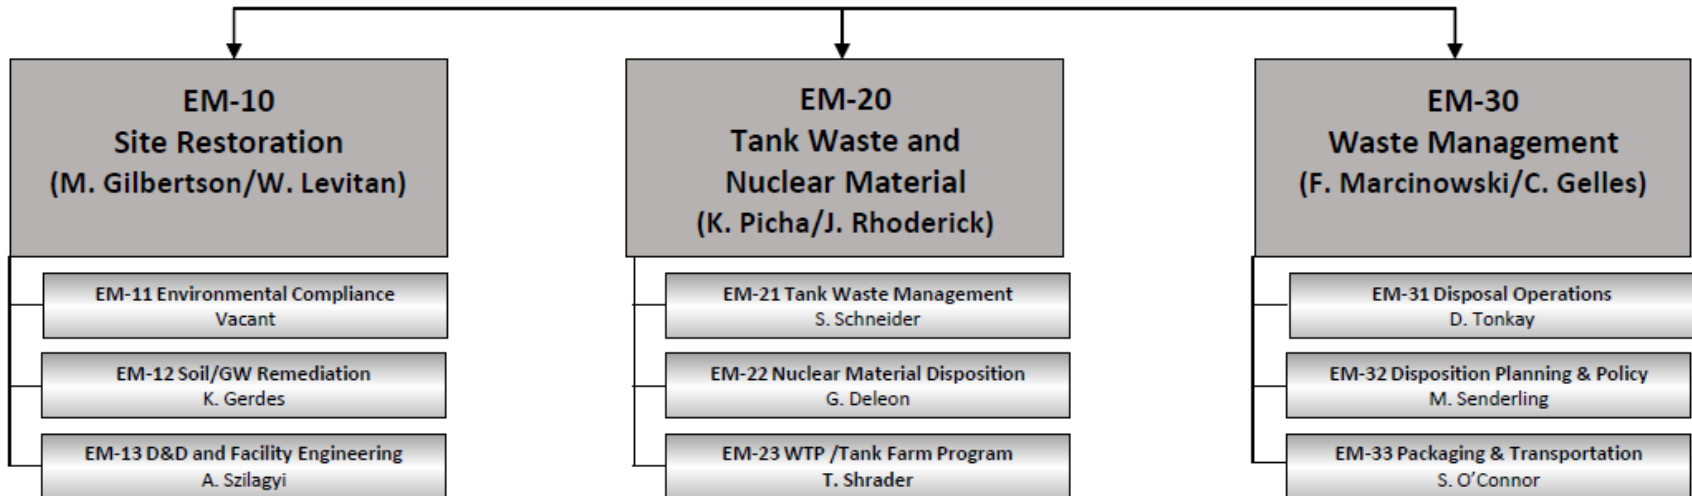 EM-10
Site Restoration
(M. Gilbertson/W. Levitan)
EM-11 Environmental Compliance
Vacant
EM-12 Soil/GW Remediation
K. Gerdes
EM-13 D&D and Facility Engineering
A. Szilagyi
EM-20
Tank Waste and
Nuclear Material
(K. Picha/J. Rhoderick)
EM-21 Tank Waste Management
S. Schneider
EM-22 Nuclear Material Disposition
G. Deleon
EM-23 WTP /Tank Farm Program
T. Shrader
EM-30
Waste Management
(F. Marcinowski/C. Gelles)
EM-31 Disposal Operations
D. Tonkay
EM-32 Disposition Planning & Policy
M. Senderling
EM-33 Packaging & Transportation
S. O’Connor